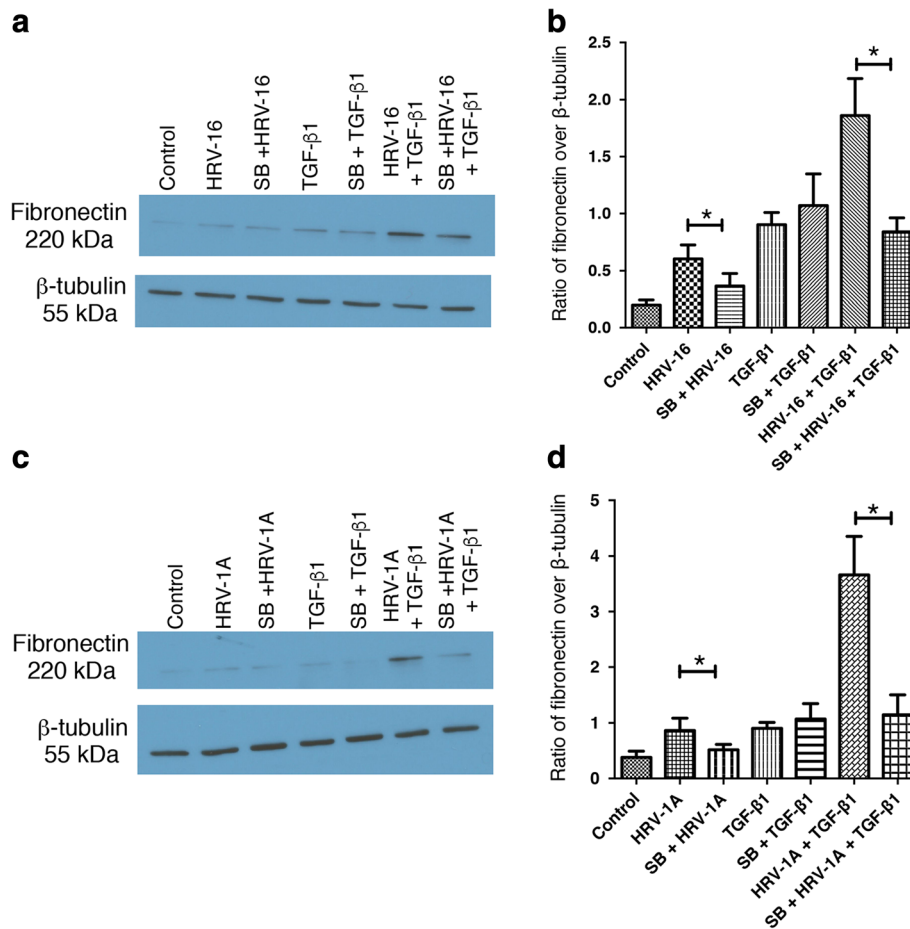 a
Control
HRV-16
SB +HRV-16
TGF-β1
SB + TGF-β1
HRV-16
+ TGF-β1
SB +HRV-16
+ TGF-β1
Fibronectin
220 kDa
β-tubulin
55 kDa
b
Ratio of fibronectin over β-tubulin
2.5
2.0
1.5
1.0
0.5
0.0
*
*
Control
HRV-16
SB + HRV-16
TGF-β1
SB + TGF-β1
HRV-16 + TGF-β1
SB + HRV-16 + TGF-β1
c
Control
HRV-1A
SB +HRV-1A
TGF-β1
SB + TGF-β1
HRV-1A
+ TGF-β1
SB +HRV-1A
+ TGF-β1
Fibronectin
220 kDa
β-tubulin
55 kDa
d
Ratio of fibronectin over β-tubulin
5
4
3
2
1
0
*
*
Control
HRV-1A
SB + HRV-1A
TGF-β1
SB + TGF-β1
HRV-1A + TGF-β1
SB + HRV-1A + TGF-β1